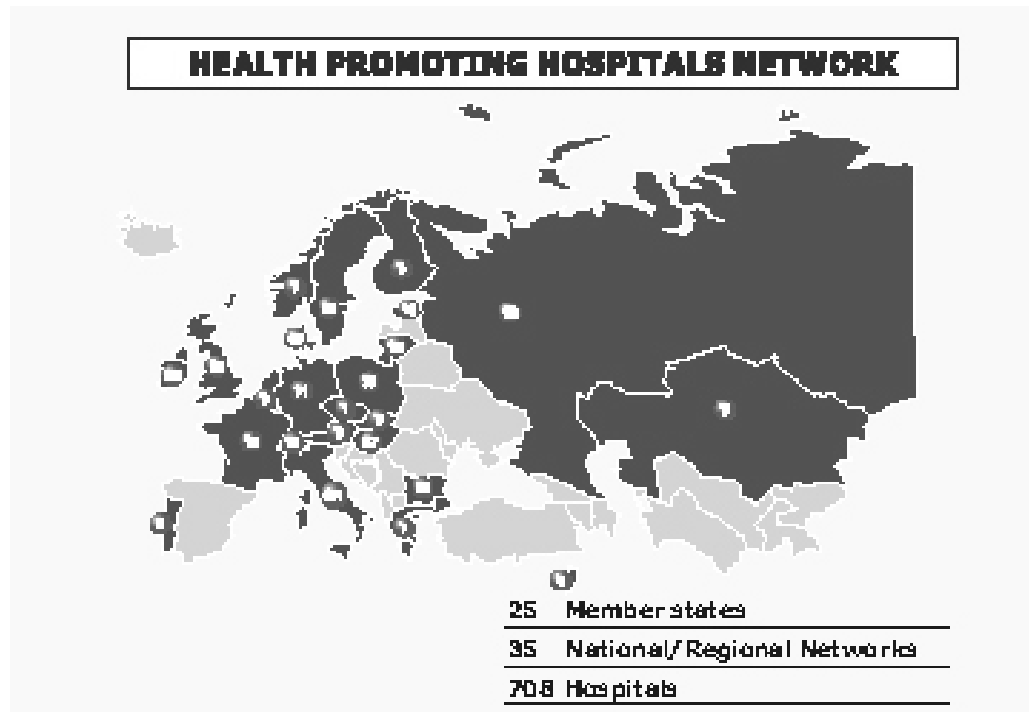 HEALTH PROMOTING HOSPITALS NETWORK
25 Member states
35 National/Regional Networks
708 Hospitals